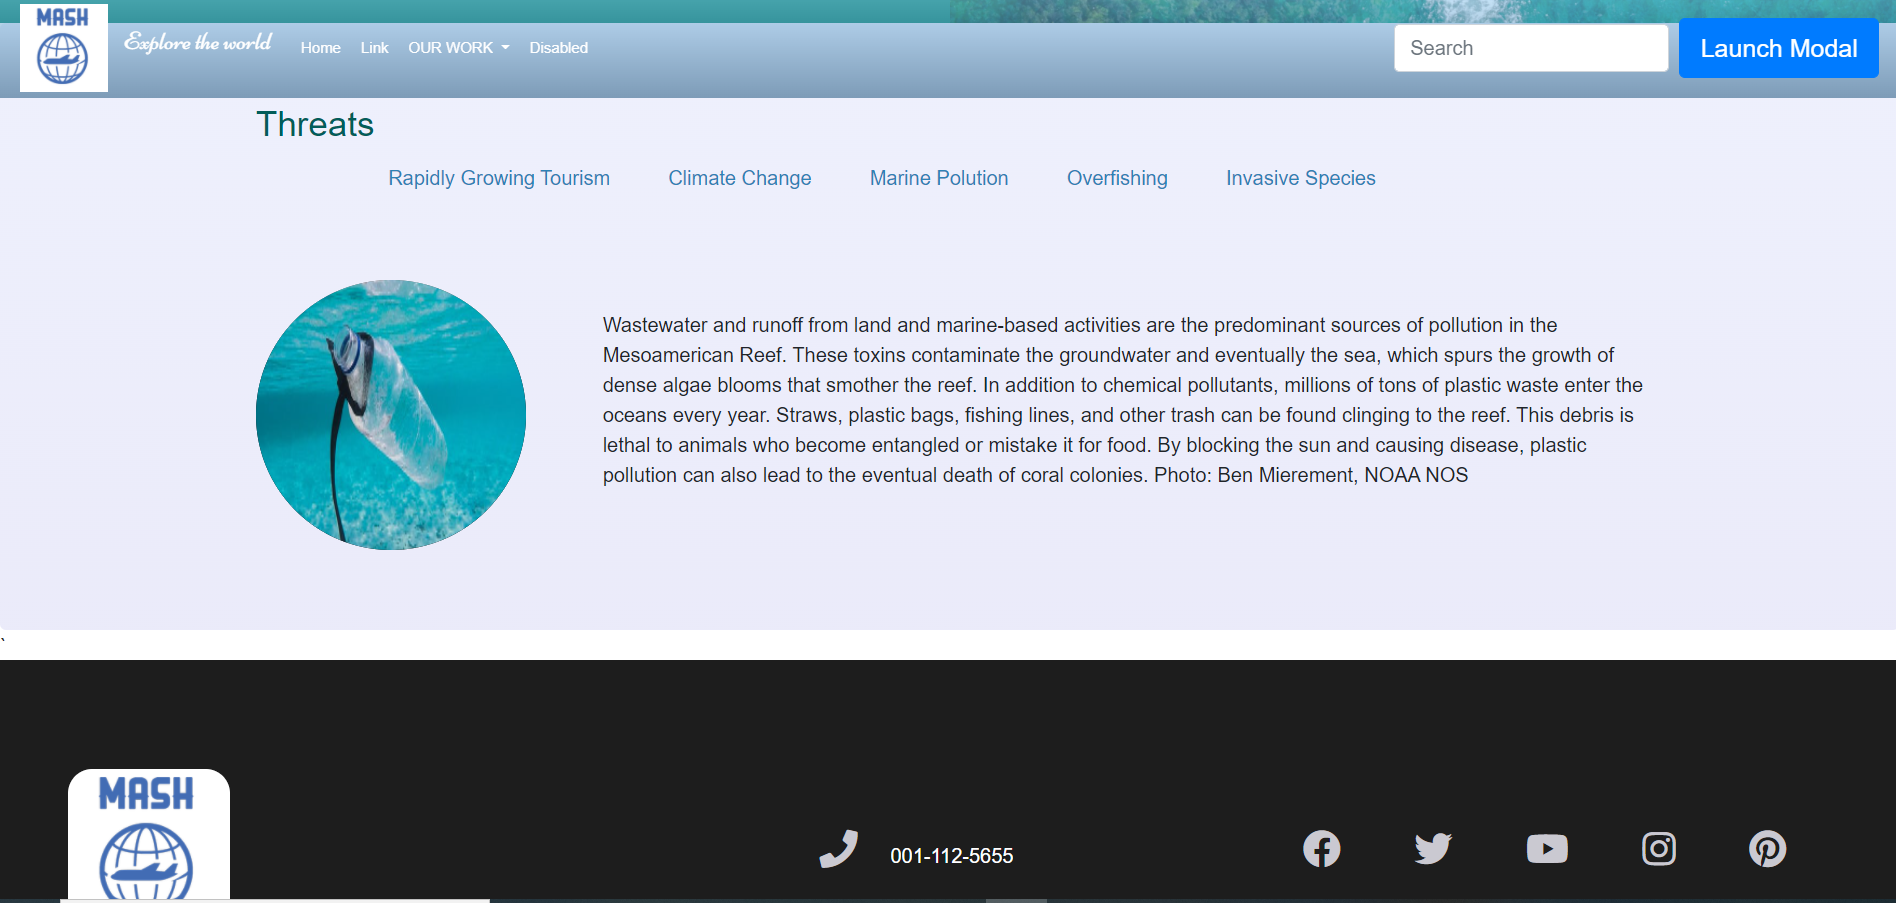 MASH
Explore the world
Home Link OUR WORK Disabled
Search
Launch Modal
Threats
Rapidly Growing Tourism Climate Change Marine Polution Overfishing Invasive Species
Wastewater and runoff from land and marine-based activities are the predominant sources of pollution in the
Mesoamerican Reef. These toxins contaminate the groundwater and eventually the sea, which spurs the growth of
dense algae blooms that smother the reef. In addition to chemical pollutants, millions of tons of plastic waste enter the
oceans every year. Straws, plastic bags, fishing lines, and other trash can be found clinging to the reef. This debris is
lethal to animals who become entangled or mistake it for food. By blocking the sun and causing disease, plastic
pollution can also lead to the eventual death of coral colonies. Photo: Ben Mierement, NOAA NOS
`
MASH
001-112-5655